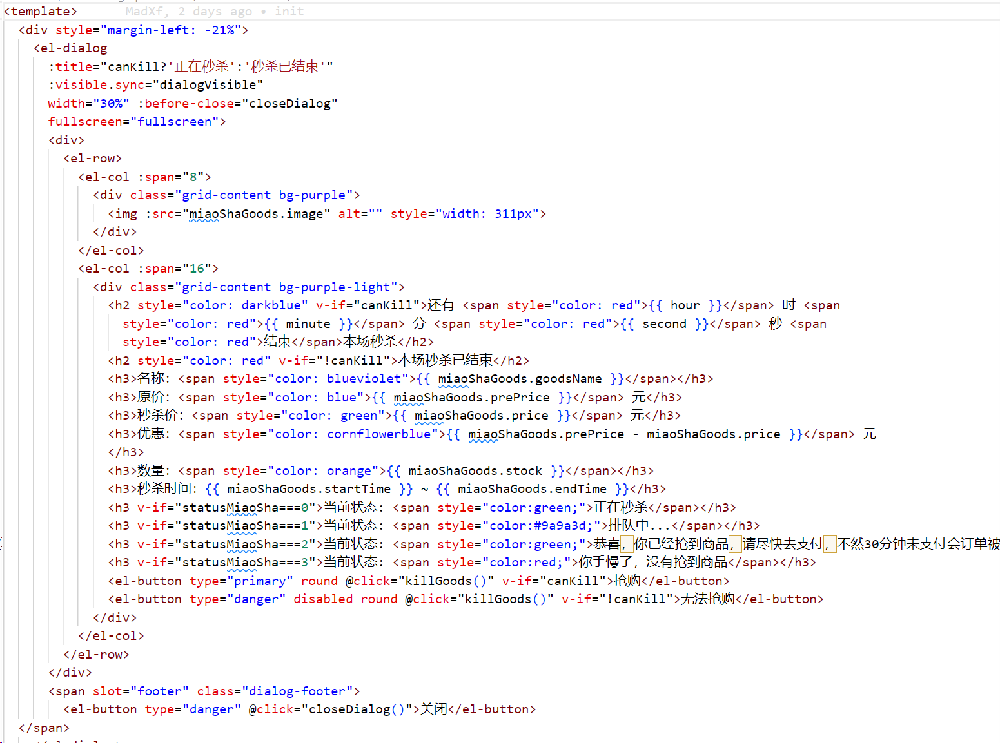 <template> MadXf, 2 days ago • init
<div style="margin-left: -21%">
<el-dialog
:title="canKill?'正在秒杀':'秒杀已结束'"
:visible.sync="dialogVisible"
width="30%" :before-close="closeDialog"
fullscreen="fullscreen">
<div>
<el-row>
<el-col :span="8">
<div class="grid-content bg-purple">
<img :src="miaoShaGoods.image" alt="" style="width: 311px">
</div>
</el-col>
<el-col :span="16">
<div class="grid-content bg-purple-light">
<h2 style="color: darkblue" v-if="canKill">还有 <span style="color: red">{{ hour }}</span> 时 <span
style="color: red">{{ minute }}</span> 分 <span style="color: red">{{ second }}</span> 秒 <span
style="color: red">结束</span>本场秒杀</h2>
<h2 style="color: red" v-if="!canKill">本场秒杀已结束</h2>
<h3>名称：<span style="color: blueviolet">{{ miaoShaGoods.goodsName }}</span></h3>
<h3>原价：<span style="color: blue">{{ miaoShaGoods.prePrice }}</span> 元</h3>
<h3>秒杀价：<span style="color: green">{{ miaoShaGoods.price }}</span> 元</h3>
<h3>优惠：<span style="color: cornflowerblue">{{ miaoShaGoods.prePrice - miaoShaGoods.price }}</span> 元
</h3>
<h3>数量：<span style="color: orange">{{ miaoShaGoods.stock }}</span></h3>
<h3>秒杀时间：{{ miaoShaGoods.startTime }} ~ {{ miaoShaGoods.endTime }}</h3>
<h3 v-if="statusMiaoSha===0">当前状态：<span style="color:green;">正在秒杀</span></h3>
<h3 v-if="statusMiaoSha===1">当前状态：<span style="color:#9a9a3d;">排队中...</span></h3>
<h3 v-if="statusMiaoSha===2">当前状态：<span style="color:green;">恭喜，你已经抢到商品，请尽快去支付，不然30分钟未支付会订单被
<h3 v-if="statusMiaoSha===3">当前状态：<span style="color:red;">你手慢了，没有抢到商品</span></h3>
<el-button type="primary" round @click="killGoods()" v-if="canKill">抢购</el-button>
<el-button type="danger" disabled round @click="killGoods()" v-if="!canKill">无法抢购</el-button>
</div>
</el-col>
</el-row>
</div>
<span slot="footer" class="dialog-footer">
<el-button type="danger" @click="closeDialog()">关闭</el-button>
</span>